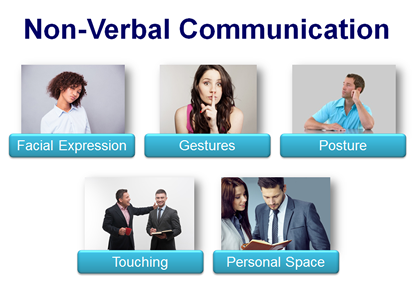 Non-Verbal Communication
Facial Expression
Gestures
Posture
Touching
Personal Space